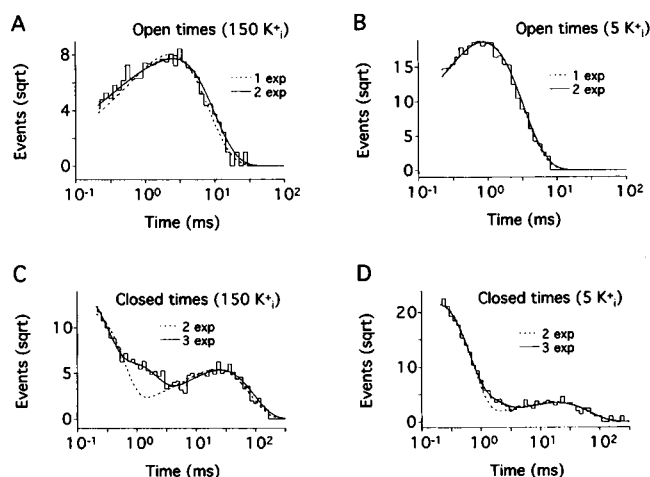 A
Open times (150 K⁺ᵢ)
Events (sqrt)
8
4
0
1 exp
2 exp
10⁻¹ 10⁰ 10¹ 10²
Time (ms)
B
Open times (5 K⁺ᵢ)
Events (sqrt)
15
10
5
0
1 exp
2 exp
10⁻¹ 10⁰ 10¹ 10²
Time (ms)
C
Closed times (150 K⁺ᵢ)
Events (sqrt)
10
5
0
2 exp
3 exp
10⁻¹ 10⁰ 10¹ 10²
Time (ms)
D
Closed times (5 K⁺ᵢ)
Events (sqrt)
20
10
0
2 exp
3 exp
10⁻¹ 10⁰ 10¹ 10²
Time (ms)